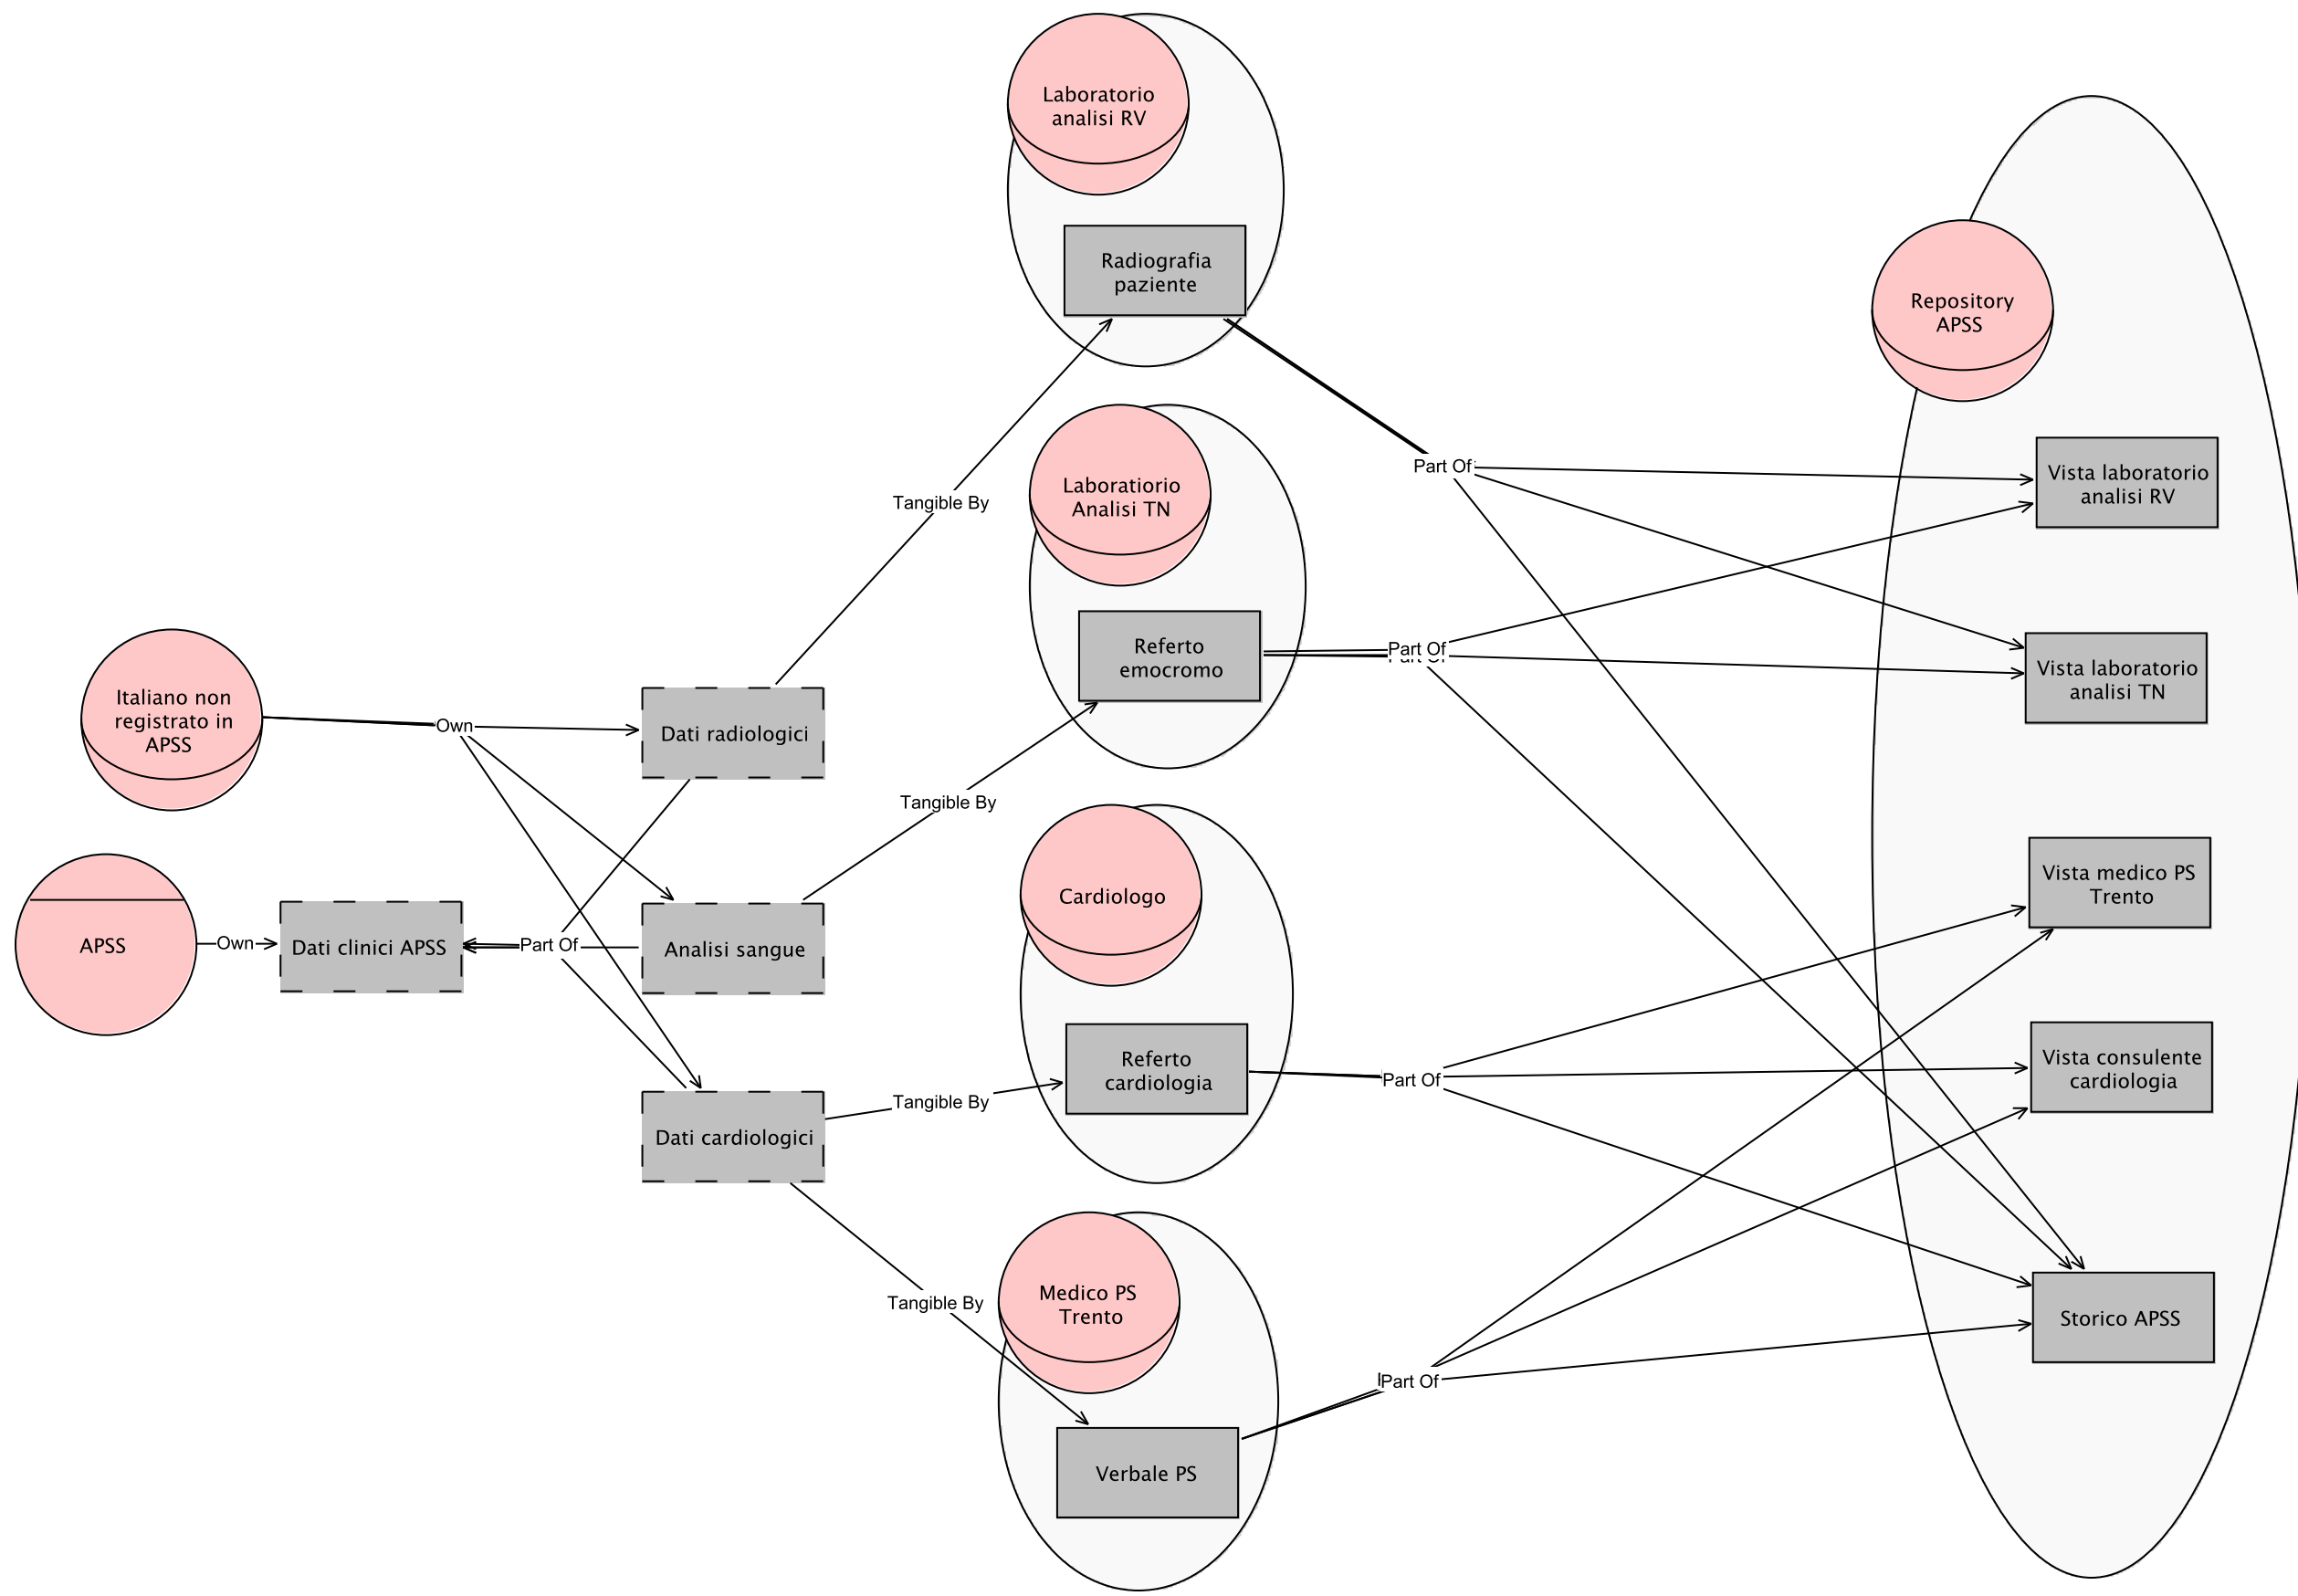 Laboratorio
analisi RV
Radiografia
paziente
Repository
APSS
Part Of
Vista laboratorio
analisi RV
Tangible By
Laboratiorio
Analisi TN
Referto
emocromo
Part Of
Part Of
Vista laboratorio
analisi TN
Italiano non
registrato in
APSS
Own
Dati radiologici
Tangible By
Cardiologo
Vista medico PS
Trento
APSS
Own
Dati clinici APSS
Part Of
Analisi sangue
Referto
cardiologia
Part Of
Vista consulente
cardiologia
Tangible By
Dati cardiologici
Tangible By
Medico PS
Trento
Storico APSS
Part Of
Verbale PS